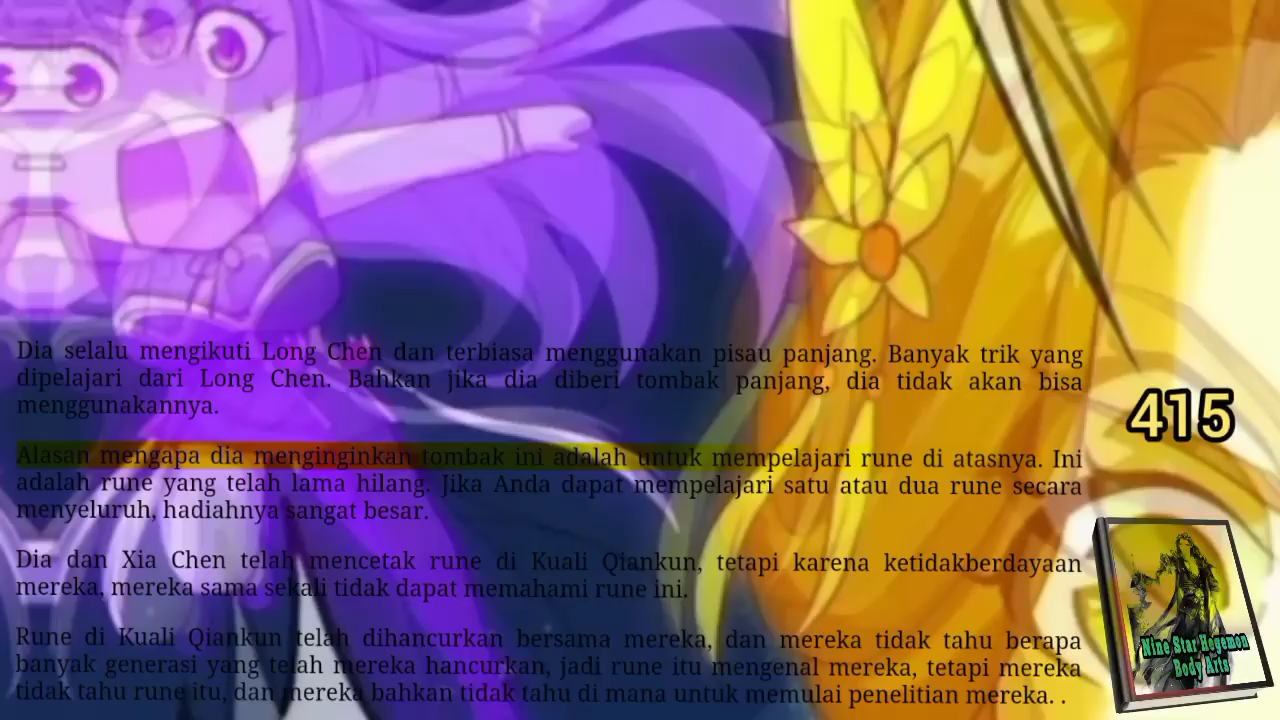 Dia selalu mengikuti Long Chen dan terbiasa menggunakan pisau panjang. Banyak trik yang
dipelajari dari Long Chen. Bahkan jika dia diberi tombak panjang, dia tidak akan bisa
menggunakannya.
Alasan mengapa dia menginginkan tombak ini adalah untuk mempelajari rune di atasnya. Ini
adalah rune yang telah lama hilang. Jika Anda dapat mempelajari satu atau dua rune secara
menyeluruh, hadiahnya sangat besar.
Dia dan Xia Chen telah mencetak rune di Kuali Qiankun, tetapi karena ketidakberdayaan
mereka, mereka sama sekali tidak dapat memahami rune ini.
Rune di Kuali Qiankun telah dihancurkan bersama mereka, dan mereka tidak tahu berapa
banyak generasi yang telah mereka hancurkan, jadi rune itu mengenal mereka, tetapi mereka
tidak tahu rune itu, dan mereka bahkan tidak tahu di mana untuk memulai penelitian mereka. .
415
Nine Star Hegemon
Body Arts